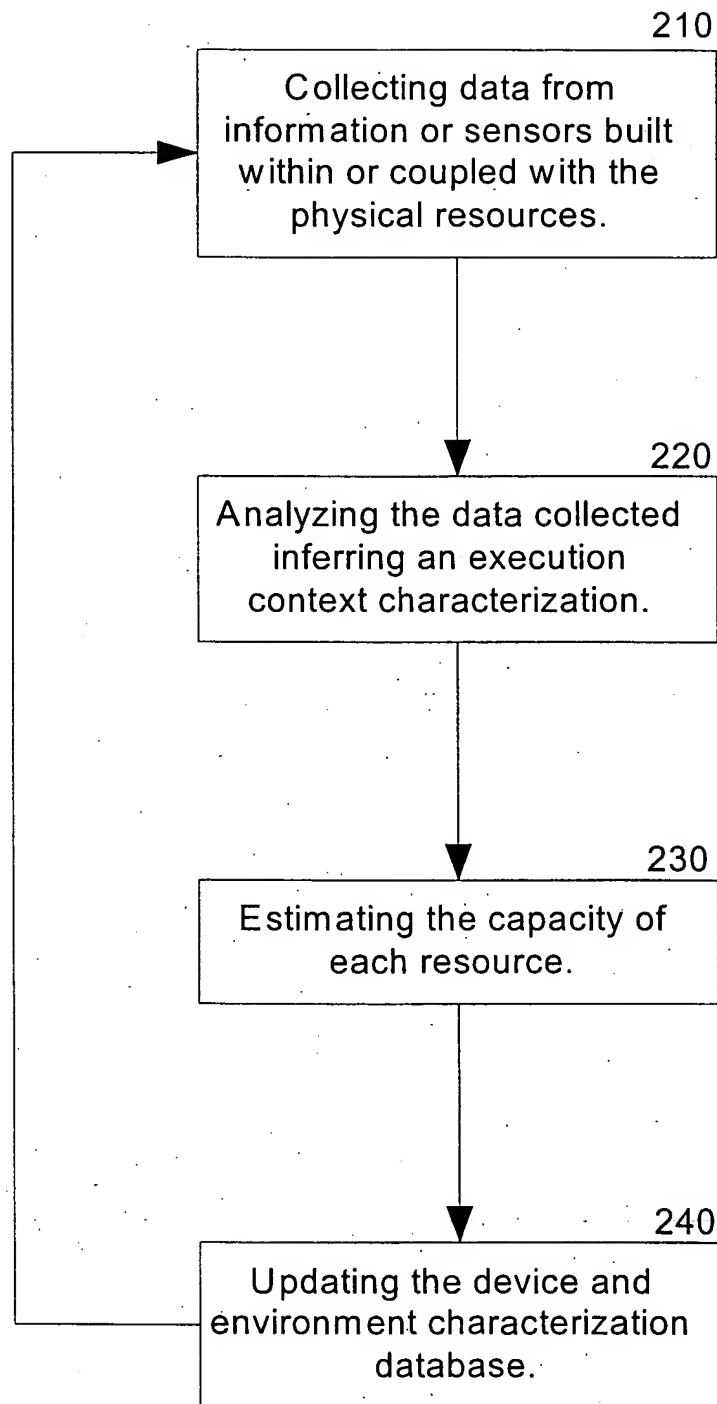 210
Collecting data from
information or sensors built
within or coupled with the
physical resources.
220
Analyzing the data collected
inferring an execution
context characterization.
230
Estimating the capacity of
each resource.
240
Updating the device and
environment characterization
database.